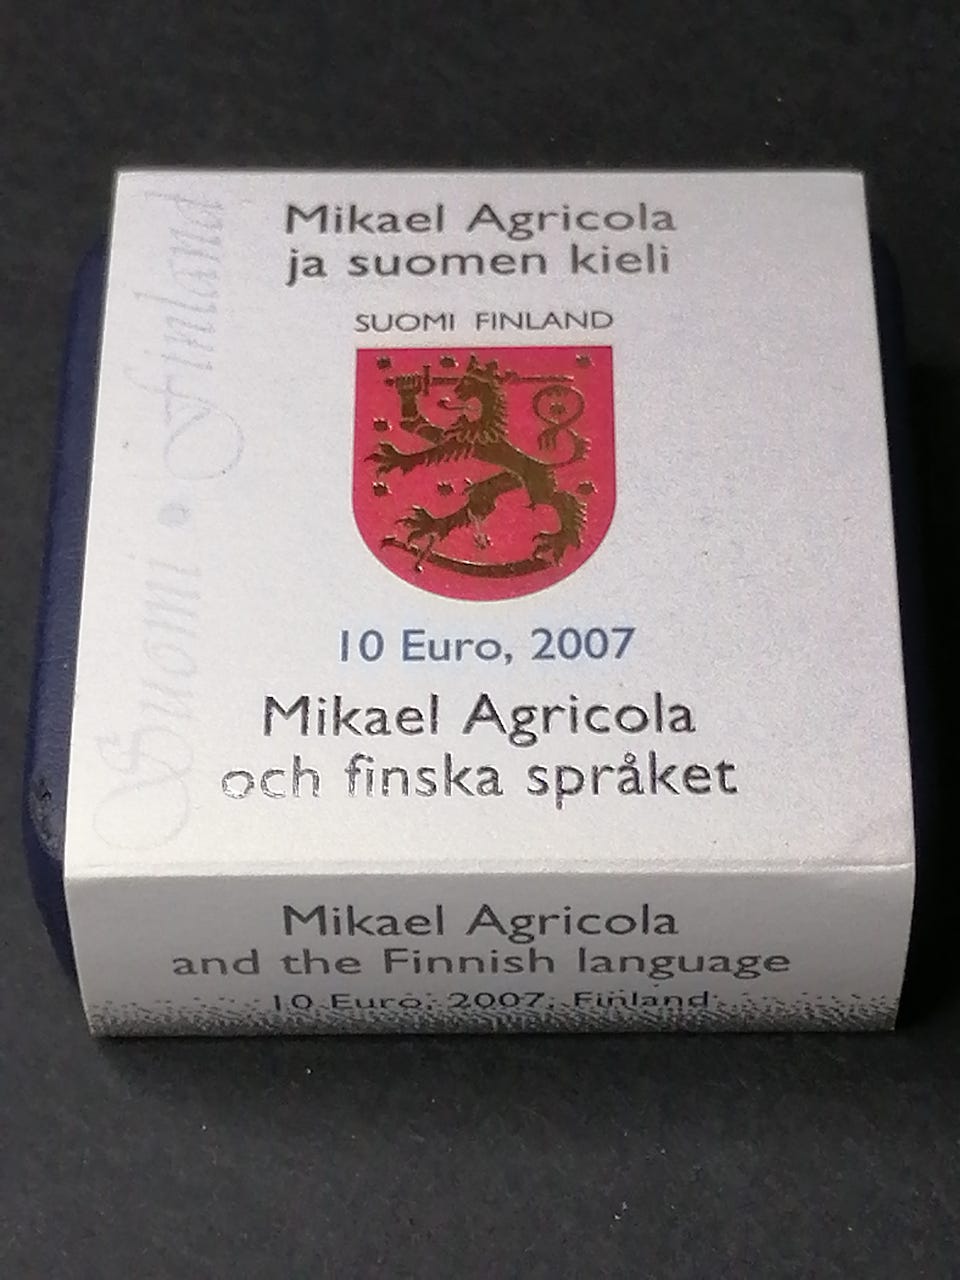 Mikael Agricola
ja suomen kieli
SUOMI FINLAND
10 Euro, 2007
Mikael Agricola
och finska språket
Suomi • Finland
Mikael Agricola
and the Finnish language
10 Euro, 2007, Finland